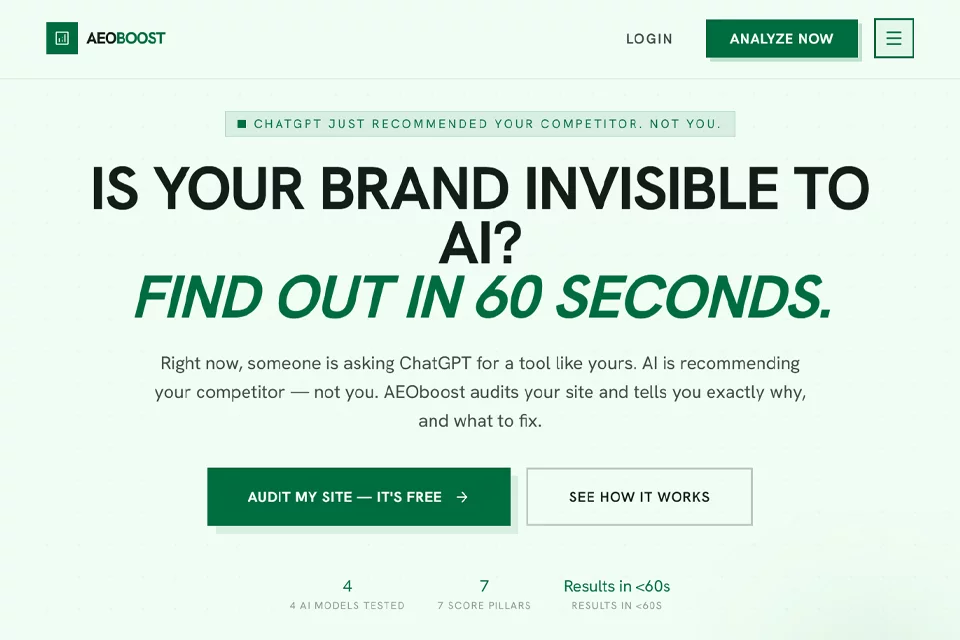 AEOBOOST
LOGIN
ANALYZE NOW
CHATGPT JUST RECOMMENDED YOUR COMPETITOR. NOT YOU.
IS YOUR BRAND INVISIBLE TO
AI?
FIND OUT IN 60 SECONDS.
Right now, someone is asking ChatGPT for a tool like yours. AI is recommending
your competitor — not you. AEOboost audits your site and tells you exactly why,
and what to fix.
AUDIT MY SITE — IT'S FREE →
SEE HOW IT WORKS
4
4 AI MODELS TESTED
7
7 SCORE PILLARS
Results in <60s
RESULTS IN <60S